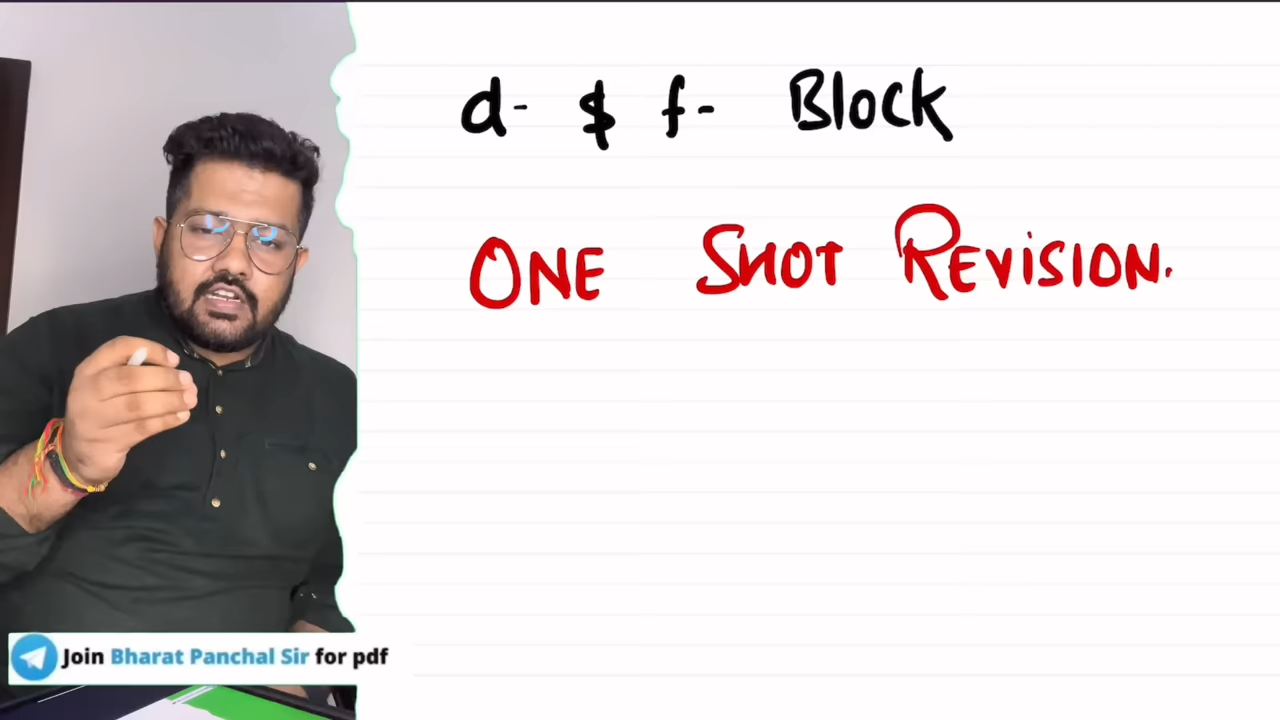 d- & f- Block
ONE SHOT REVISION.
Join Bharat Panchal Sir for pdf